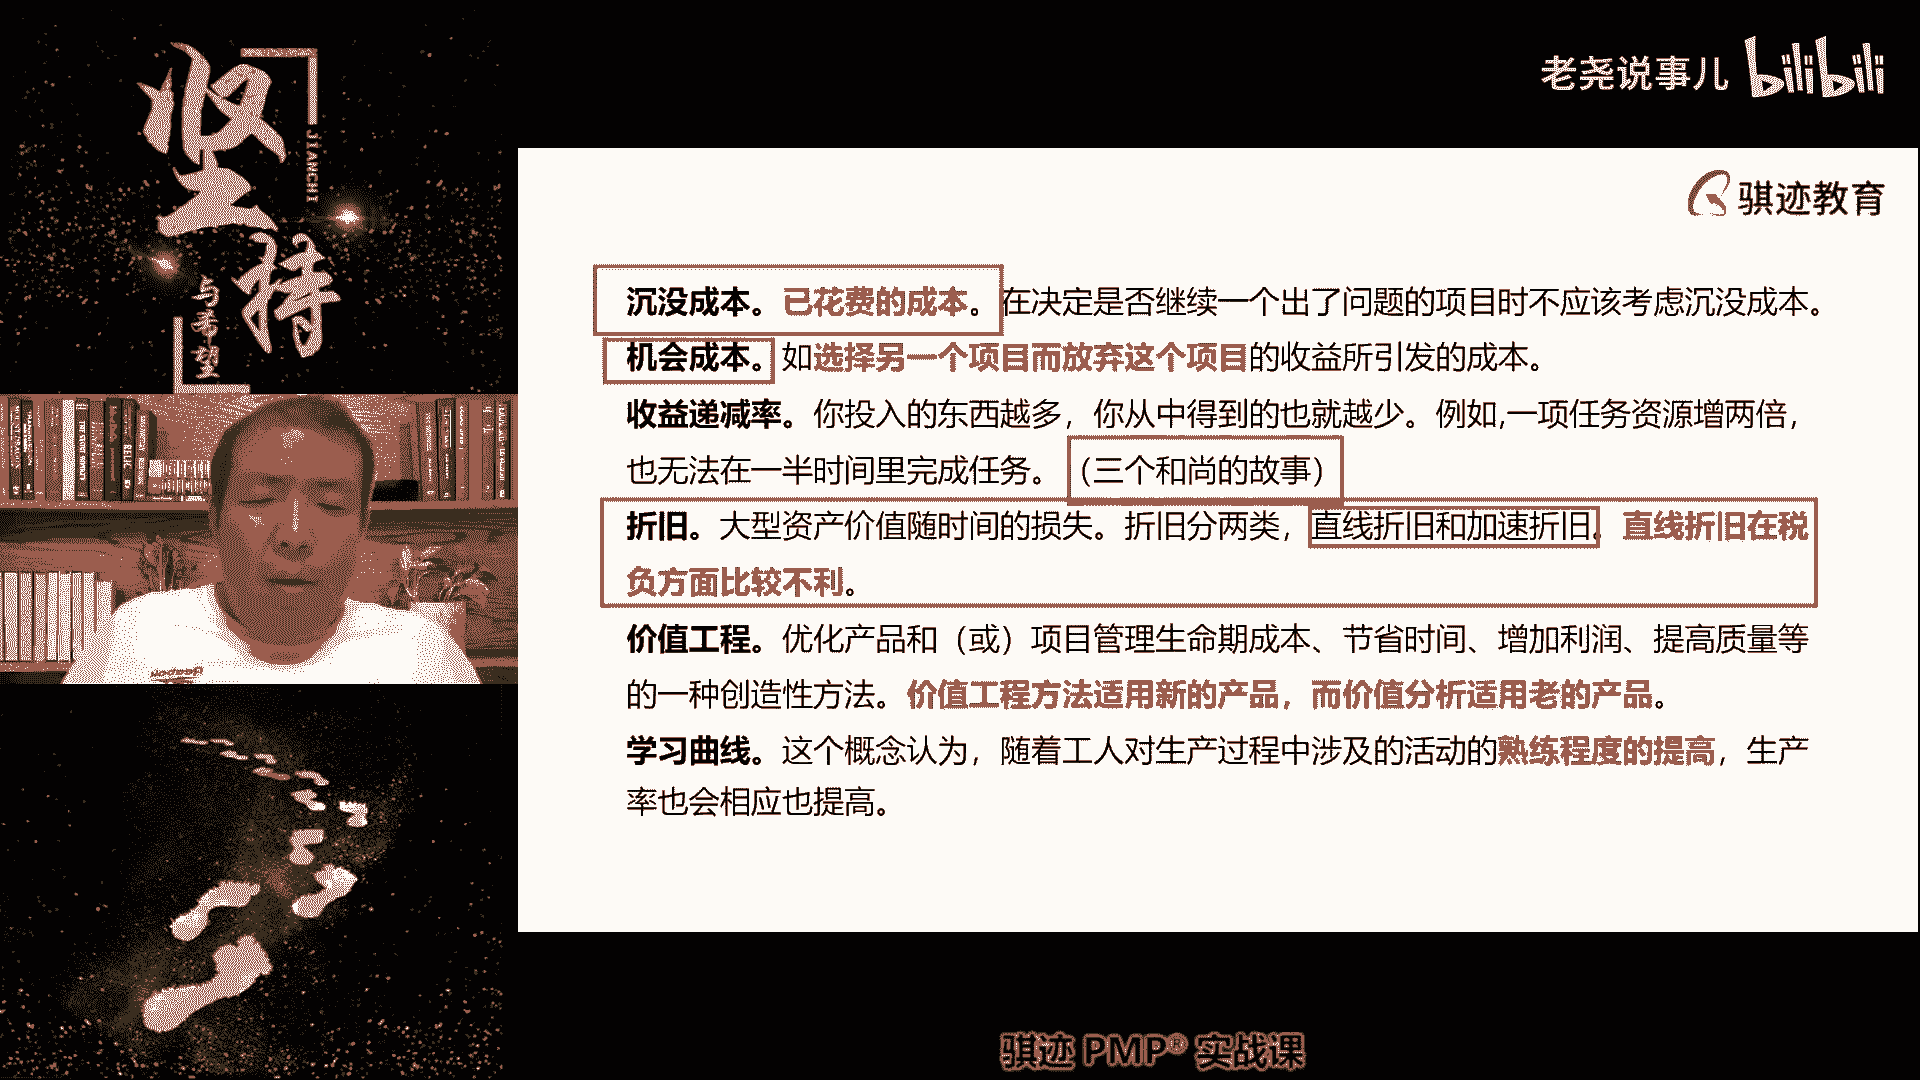 坚持
JIANCHI
与希望
老尧说事儿 bilibili
骐迹教育
沉没成本。已花费的成本。在决定是否继续一个出了问题的项目时不应该考虑沉没成本。
机会成本。如选择另一个项目而放弃这个项目的收益所引发的成本。
收益递减率。你投入的东西越多，你从中得到的也就越少。例如,一项任务资源增两倍，
也无法在一半时间里完成任务。（三个和尚的故事）
折旧。大型资产价值随时间的损失。折旧分两类，直线折旧和加速折旧。直线折旧在税
负方面比较不利。
价值工程。优化产品和（或）项目管理生命期成本、节省时间、增加利润、提高质量等
的一种创造性方法。价值工程方法适用新的产品，而价值分析适用老的产品。
学习曲线。这个概念认为，随着工人对生产过程中涉及的活动的熟练程度的提高，生产
率也会相应也提高。
骐迹 PMP® 实战课